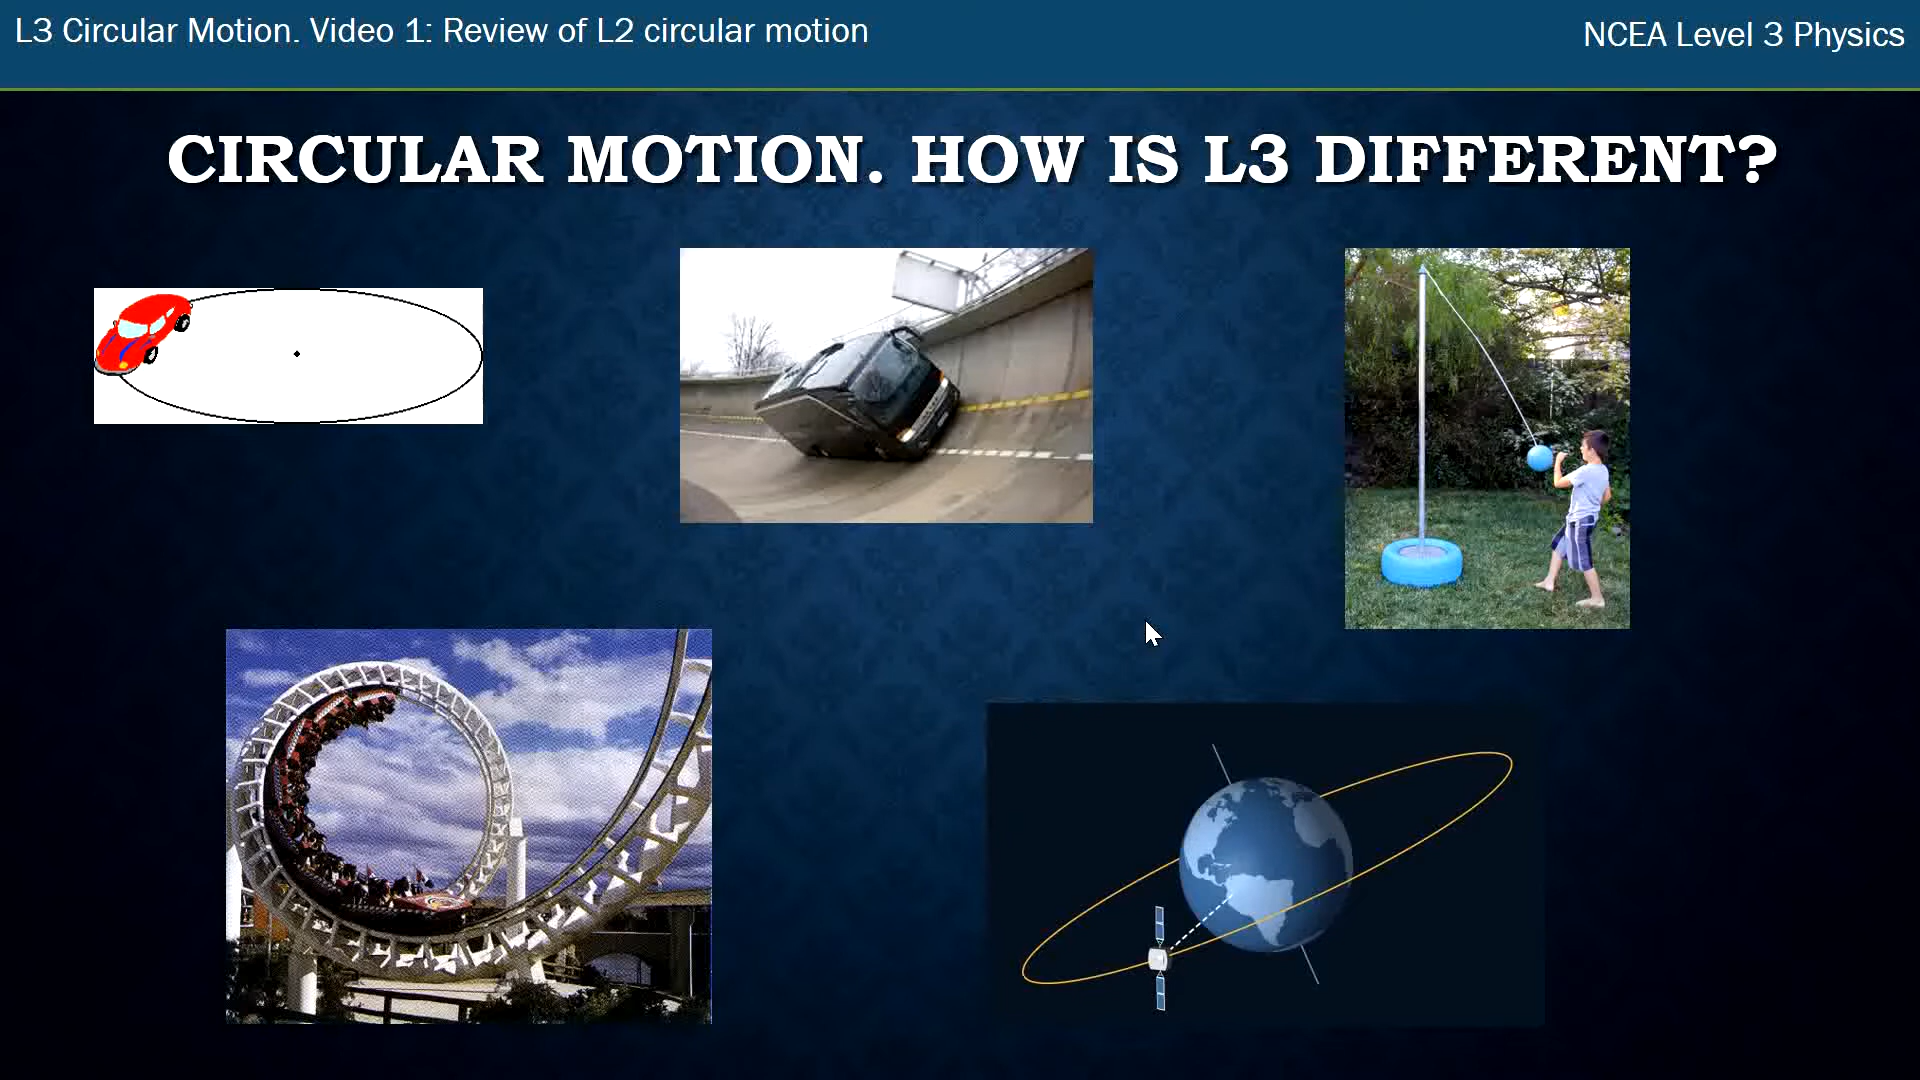 L3 Circular Motion. Video 1: Review of L2 circular motion
NCEA Level 3 Physics
CIRCULAR MOTION. HOW IS L3 DIFFERENT?